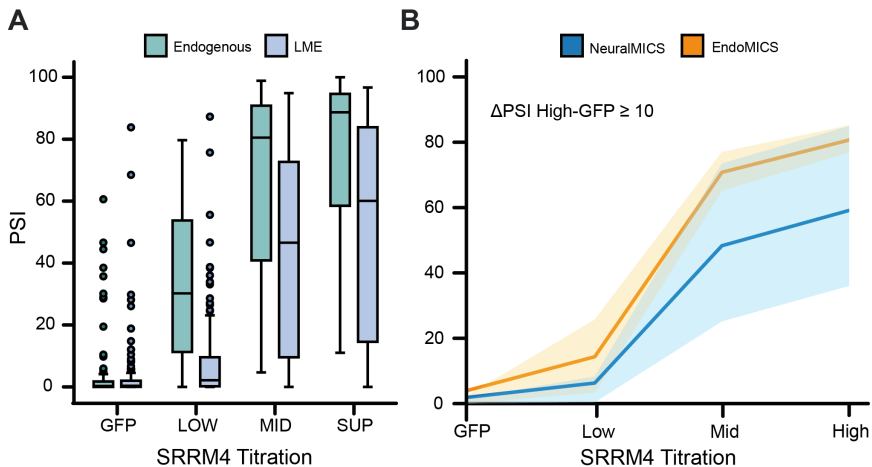 A
Endogenous
LME
100
80
60
40
20
0
PSI
GFP
LOW
MID
SUP
SRRM4 Titration
B
NeuralMICS
EndoMICS
ΔPSI High-GFP ≥ 10
100
80
60
40
20
0
GFP
Low
Mid
High
SRRM4 Titration